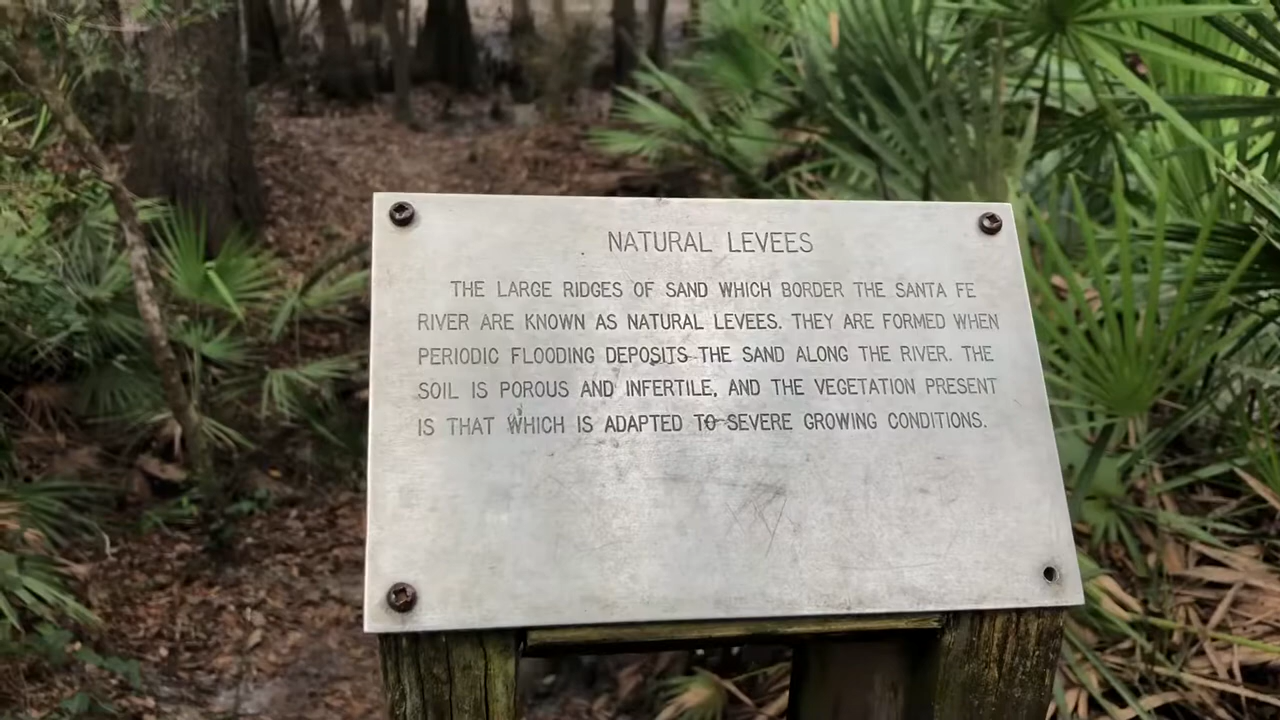 NATURAL LEVEES
THE LARGE RIDGES OF SAND WHICH BORDER THE SANTA FE
RIVER ARE KNOWN AS NATURAL LEVEES. THEY ARE FORMED WHEN
PERIODIC FLOODING DEPOSITS THE SAND ALONG THE RIVER. THE
SOIL IS POROUS AND INFERTILE, AND THE VEGETATION PRESENT
IS THAT WHICH IS ADAPTED TO SEVERE GROWING CONDITIONS.